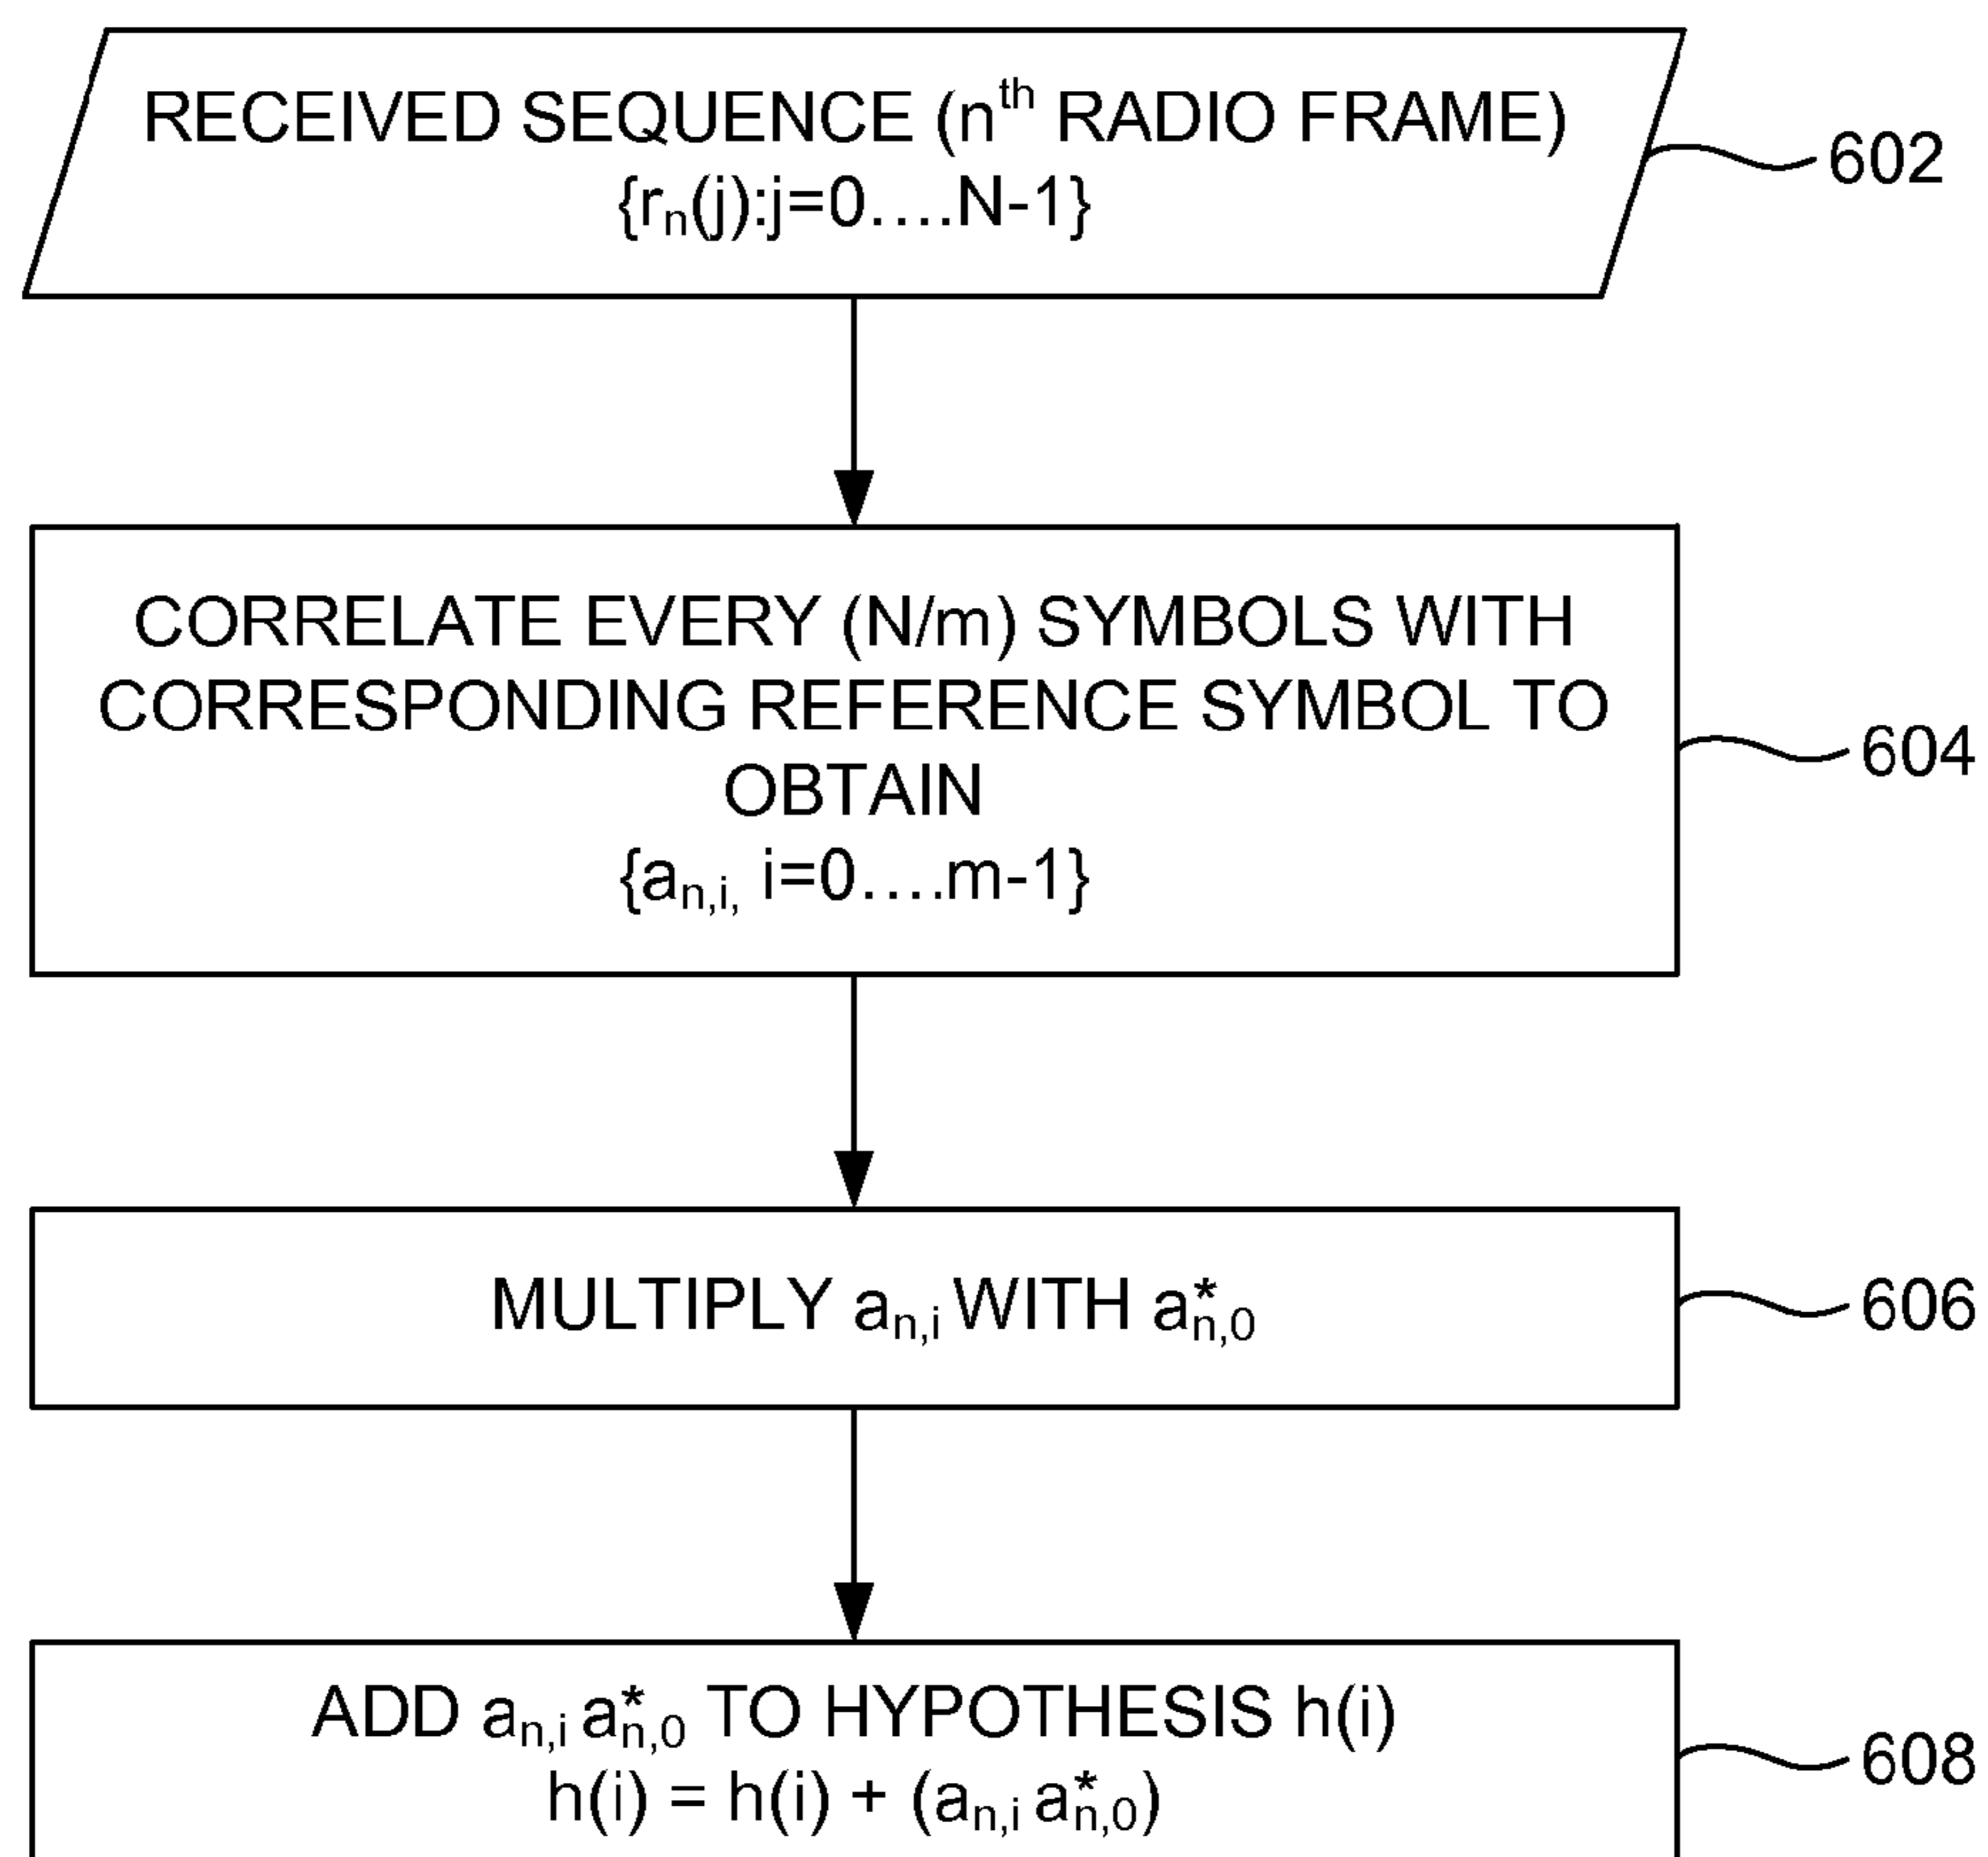 RECEIVED SEQUENCE (nth RADIO FRAME)
{rn(j):j=0....N-1}
602
CORRELATE EVERY (N/m) SYMBOLS WITH
CORRESPONDING REFERENCE SYMBOL TO
OBTAIN
{an,i, i=0....m-1}
604
MULTIPLY an,i WITH a*n,0
606
ADD an,i a*n,0 TO HYPOTHESIS h(i)
h(i) = h(i) + (an,i a*n,0)
608